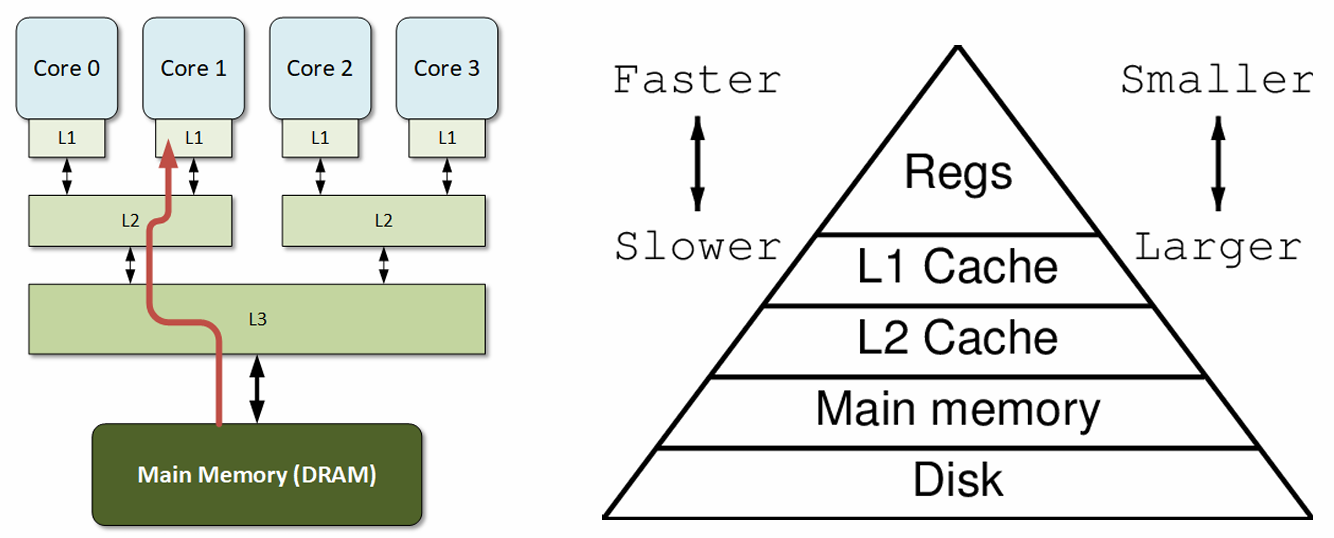 Core 0
Core 1
Core 2
Core 3
L1
L1
L1
L1
L2
L2
L3
Main Memory (DRAM)
Faster
Slower
Smaller
Larger
Regs
L1 Cache
L2 Cache
Main memory
Disk